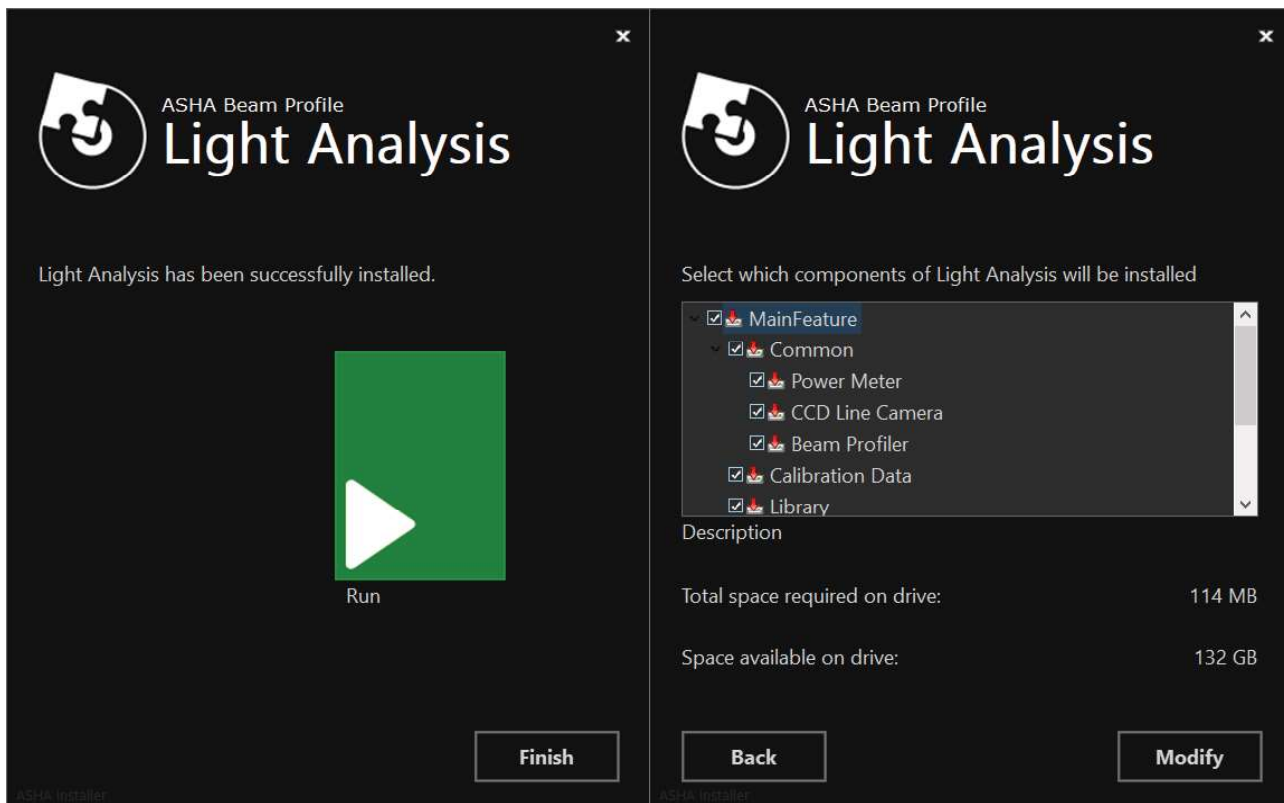 x
ASHA Beam Profile
Light Analysis
Light Analysis has been successfully installed.
Run
Finish
ASHA Installer
x
ASHA Beam Profile
Light Analysis
Select which components of Light Analysis will be installed
MainFeature
Common
Power Meter
CCD Line Camera
Beam Profiler
Calibration Data
Library
Description
Total space required on drive: 114 MB
Space available on drive: 132 GB
Back Modify
ASHA Installer